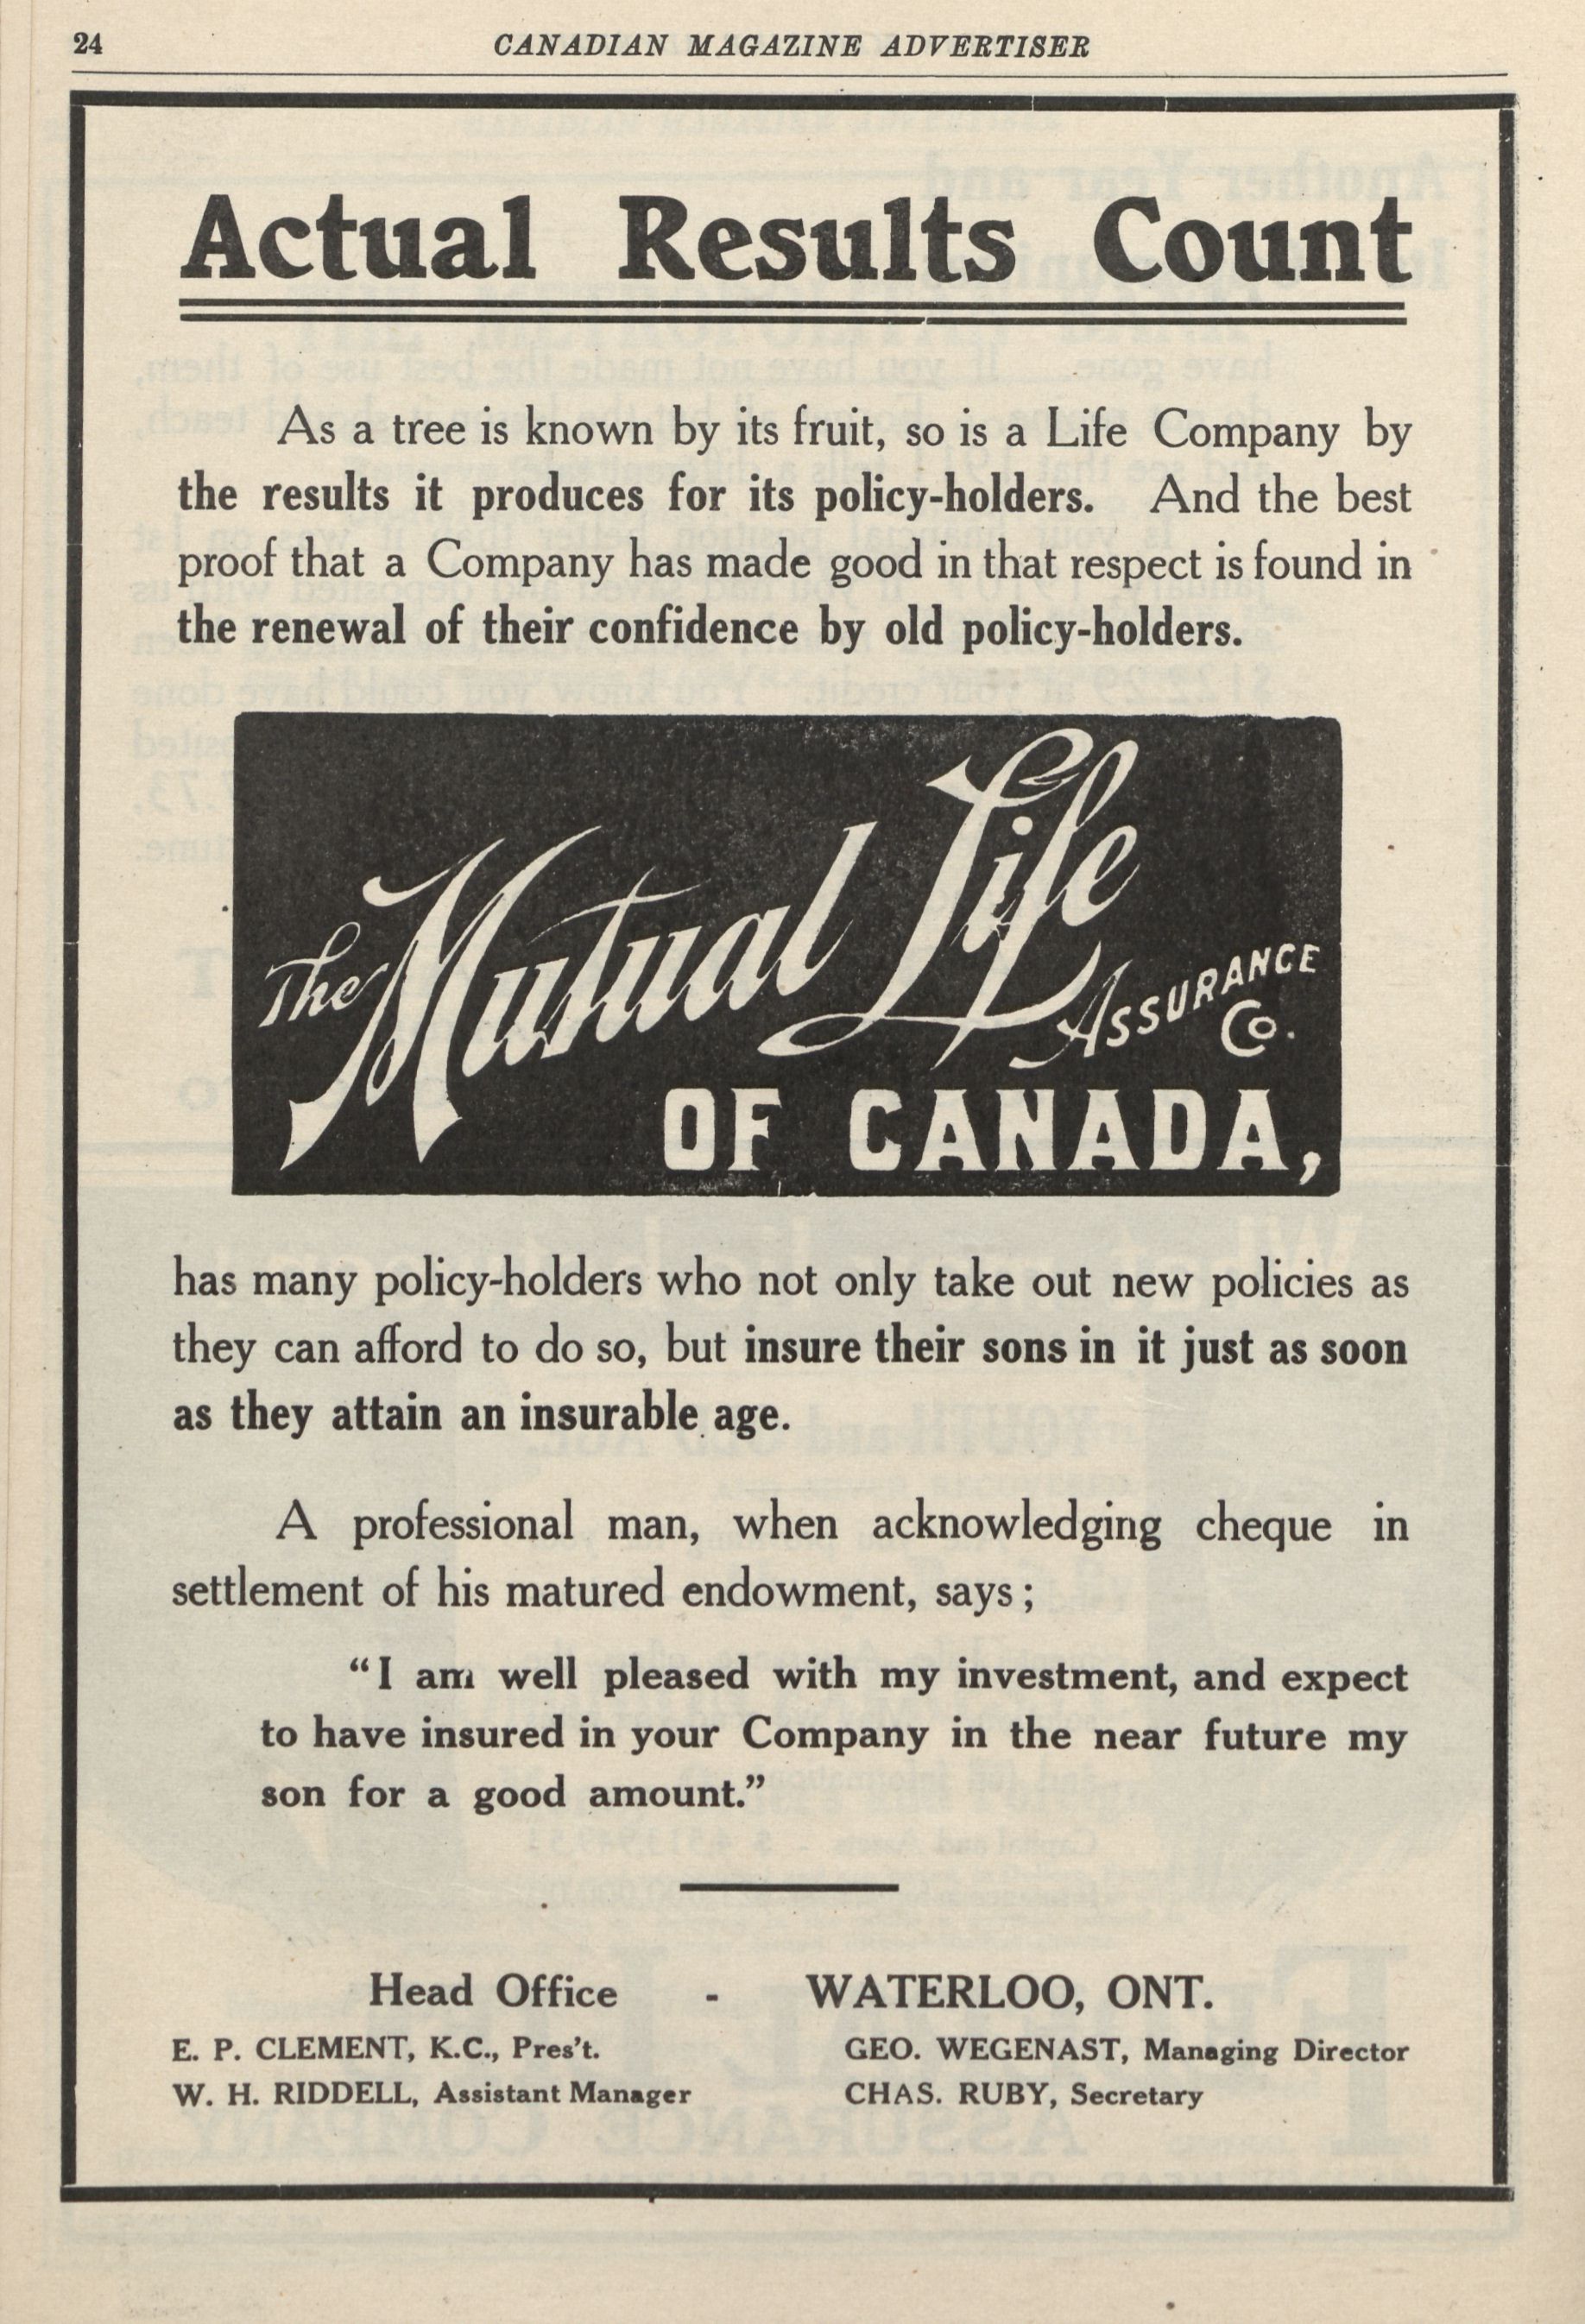 24
CANADIAN MAGAZINE ADVERTISER
Actual Results Count
As a tree is known by its fruit, so is a Life Company by
the results it produces for its policy-holders. And the best
proof that a Company has made good in that respect is found in
the renewal of their confidence by old policy-holders.
The Mutual Life
ASSURANCE
Co.
OF CANADA,
has many policy-holders who not only take out new policies as
they can afford to do so, but insure their sons in it just as soon
as they attain an insurable age.
A professional man, when acknowledging cheque in
settlement of his matured endowment, says ;
“I am well pleased with my investment, and expect
to have insured in your Company in the near future my
son for a good amount.”
Head Office - WATERLOO, ONT.
E. P. CLEMENT, K.C., Pres't. GEO. WEGENAST, Managing Director
W. H. RIDDELL, Assistant Manager CHAS. RUBY, Secretary